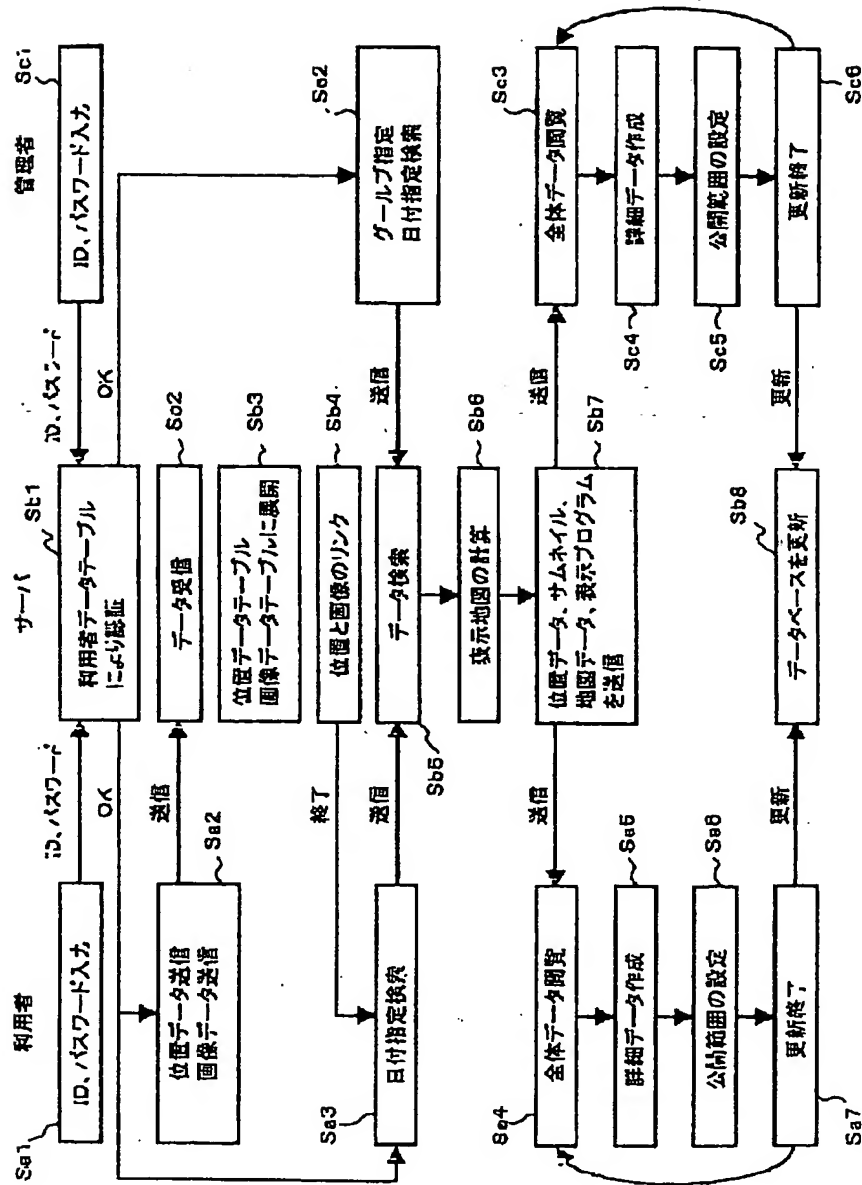 利用者
サーバ
管理者
Sa1
ID、パスワード入力
ID、パスワード
Sb1
利用者データテーブル
により認証
ID、パスワード
Sc1
ID、パスワード入力
OK
OK
位置データ送信
画像データ送信
Sa2
送信
データ受信
So2
位置データテーブル
画像データテーブルに展開
Sb3
位置と画像のリンク
Sb4
終了
Sa3
日付指定検索
送信
データ検索
Sb5
送信
グールプ指定
日付指定検索
So2
表示地図の計算
Sb6
位置データ、サムネイル、
地図データ、表示プログラム
を送信
Sb7
送信
送信
So4
全体データ閲覧
詳細データ作成
Sa5
公開範囲の設定
Sa6
更新終了
Sa7
更新
データベースを更新
Sb8
更新
Sc3
全体データ閲覧
Sc4
詳細データ作成
Sc5
公開範囲の設定
更新終了
Sc6